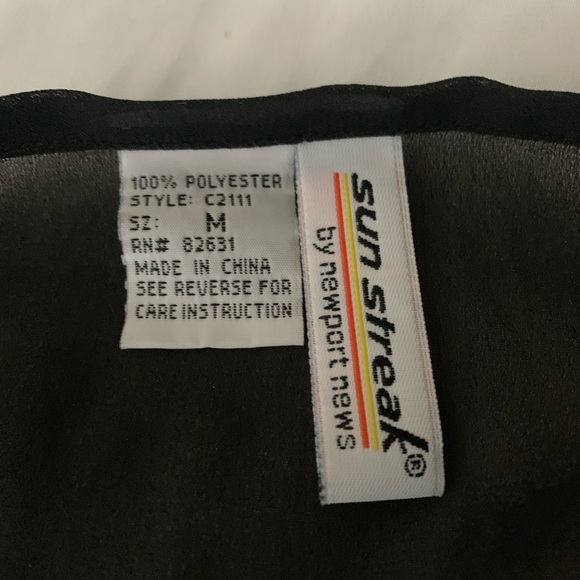 100% POLYESTER
STYLE: C2111
SZ: M
RN# 82631
MADE IN CHINA
SEE REVERSE FOR
CARE INSTRUCTION
sun streak®
by newport news